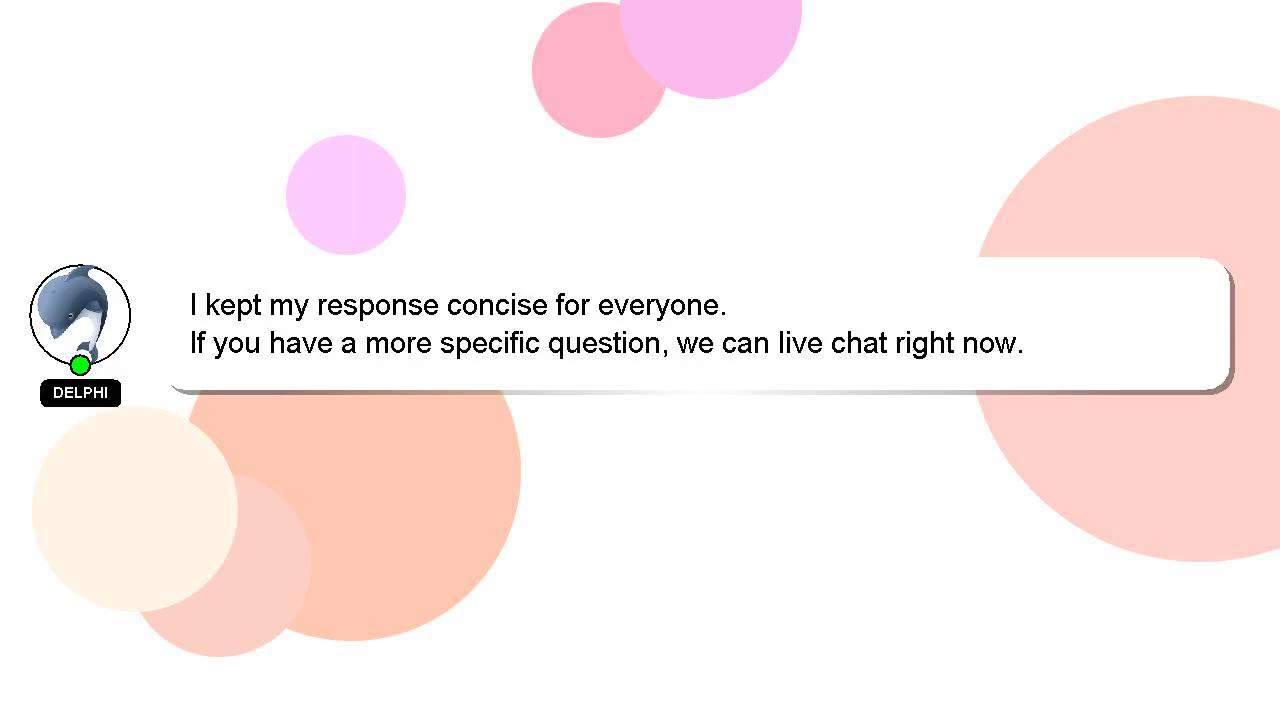 I kept my response concise for everyone.
If you have a more specific question, we can live chat right now.
DELPHI